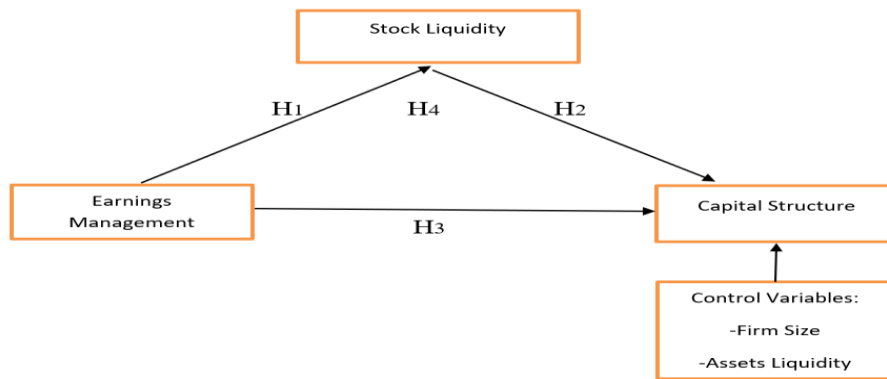 Stock Liquidity
H1
H4
H2
Earnings
Management
Capital Structure
H3
Control Variables:
-Firm Size
-Assets Liquidity